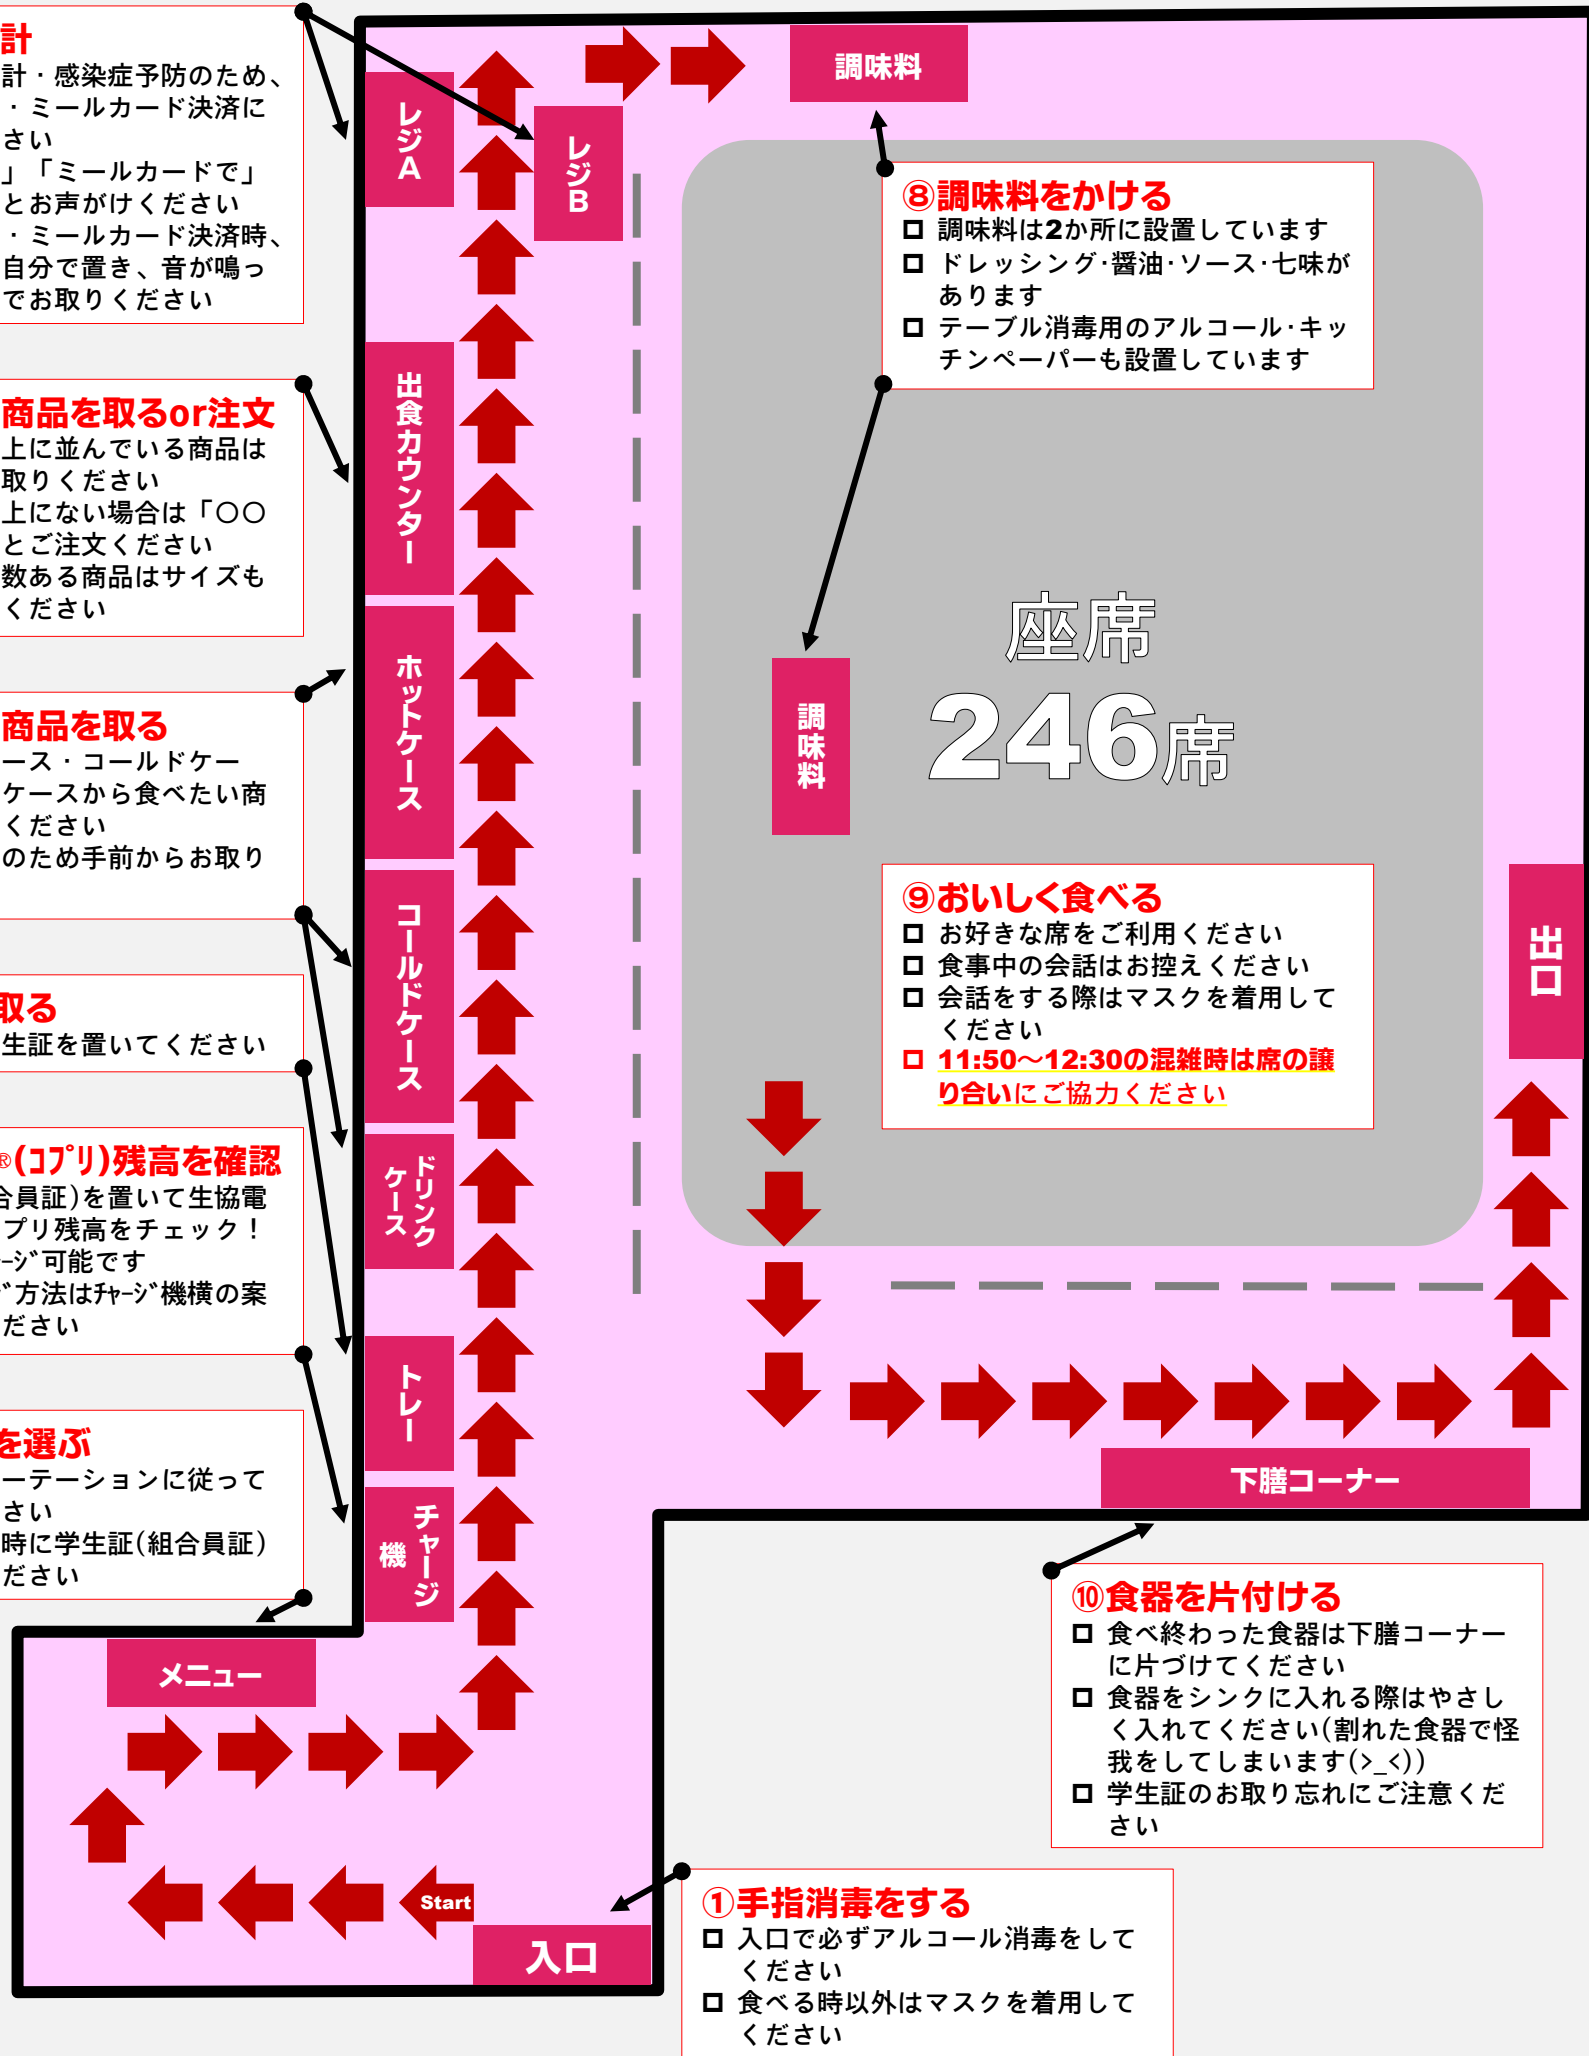 計
計・感染症予防のため、
・ミールカード決済に
さい
」「ミールカードで」
とお声がけください
・ミールカード決済時、
自分で置き、音が鳴っ
でお取りください
商品を取るor注文
上に並んでいる商品は
取りください
上にない場合は「〇〇
とご注文ください
数ある商品はサイズも
ください
商品を取る
ース・コールドケー
ケースから食べたい商
ください
のため手前からお取り
取る
生証を置いてください
®(ｺﾌﾟﾘ)残高を確認
合員証)を置いて生協電
プリ残高をチェック！
ｰｼﾞ可能です
ｼﾞ方法はﾁｬｰｼﾞ機横の案
ださい
を選ぶ
ーテーションに従って
さい
時に学生証(組合員証)
ださい
レジA
レジB
出食カウンター
ホットケース
コールドケース
ドリンク
ケース
トレー
チャージ
機
メニュー
Start
入口
調味料
⑧調味料をかける
調味料は2か所に設置しています
ドレッシング･醤油･ソース･七味が
あります
テーブル消毒用のアルコール･キッ
チンペーパーも設置しています
座席
246席
調味料
⑨おいしく食べる
お好きな席をご利用ください
食事中の会話はお控えください
会話をする際はマスクを着用して
ください
11:50～12:30の混雑時は席の譲
り合いにご協力ください
出口
下膳コーナー
⑩食器を片付ける
食べ終わった食器は下膳コーナー
に片づけてください
食器をシンクに入れる際はやさし
く入れてください(割れた食器で怪
我をしてしまいます(>_<))
学生証のお取り忘れにご注意くだ
さい
①手指消毒をする
入口で必ずアルコール消毒をして
ください
食べる時以外はマスクを着用して
ください